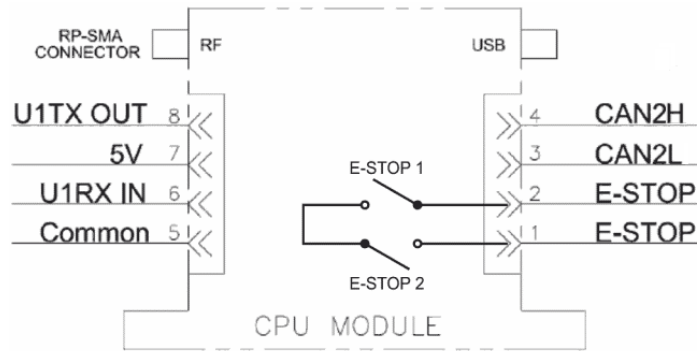 RP-SMA
CONNECTOR
RF
USB
U1TX OUT 8
4 CAN2H
5V 7
3 CAN2L
E-STOP 1
U1RX IN 6
2 E-STOP
Common 5
1 E-STOP
E-STOP 2
CPU MODULE